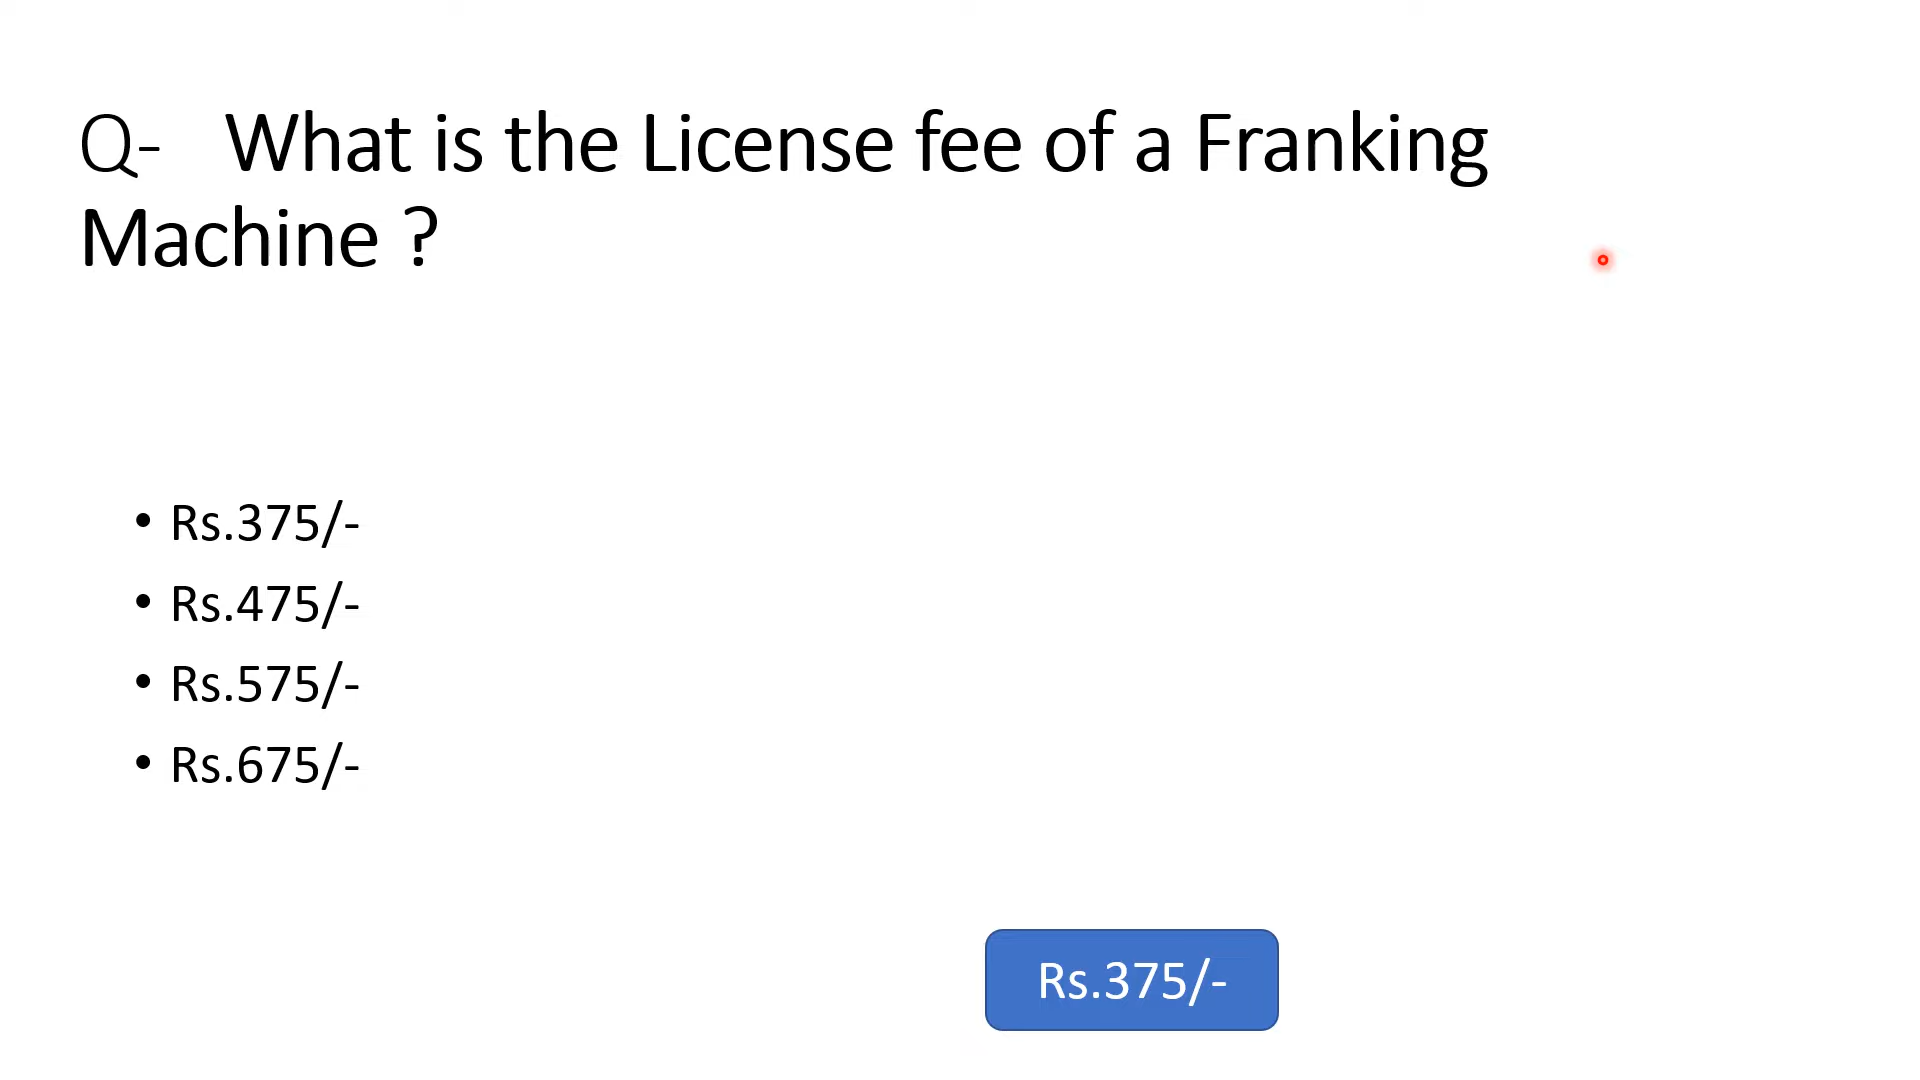 Q- What is the License fee of a Franking
Machine ?
• Rs.375/-
• Rs.475/-
• Rs.575/-
• Rs.675/-
Rs.375/-